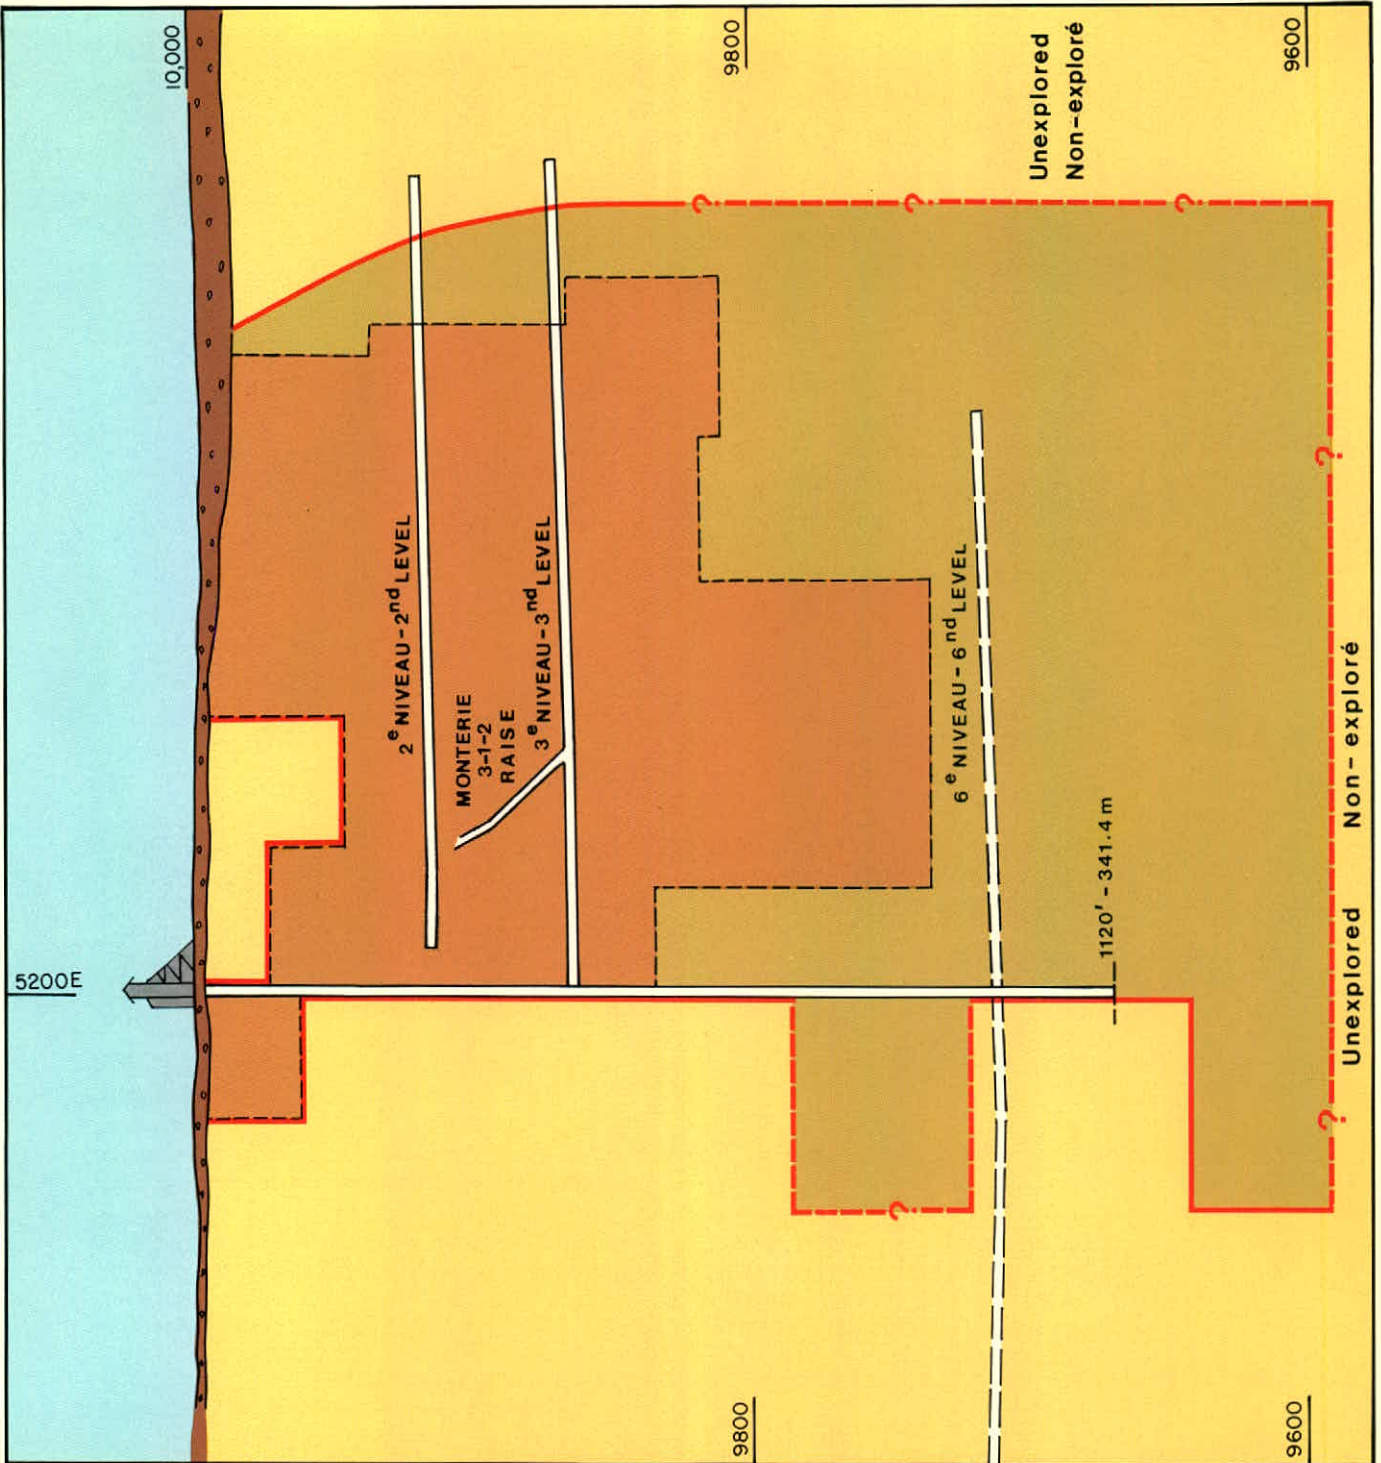 10,000
9800
9600
Unexplored
Non-exploré
2e NIVEAU-2nd LEVEL
MONTERIE
3-1-2
RAISE
3e NIVEAU-3nd LEVEL
6e NIVEAU-6nd LEVEL
1120' - 341.4 m
5200E
?
?
?
?
?
?
Unexplored Non-exploré
9800
9600